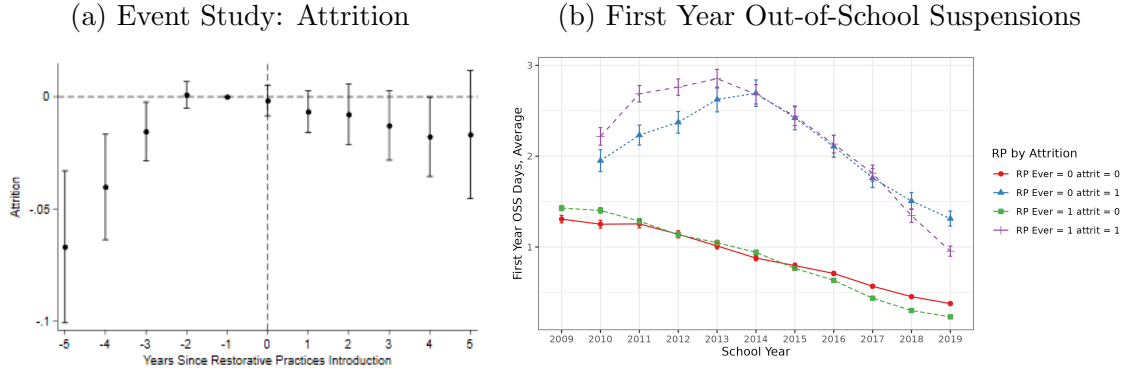 (a) Event Study: Attrition
0
-.05
-.1
Attrition
-5 -4 -3 -2 -1 0 1 2 3 4 5
Years Since Restorative Practices Introduction
(b) First Year Out-of-School Suspensions
3
2
1
First Year OSS Days, Average
2009 2010 2011 2012 2013 2014 2015 2016 2017 2018 2019
School Year
RP by Attrition
RP Ever = 0 attrit = 0
RP Ever = 0 attrit = 1
RP Ever = 1 attrit = 0
RP Ever = 1 attrit = 1